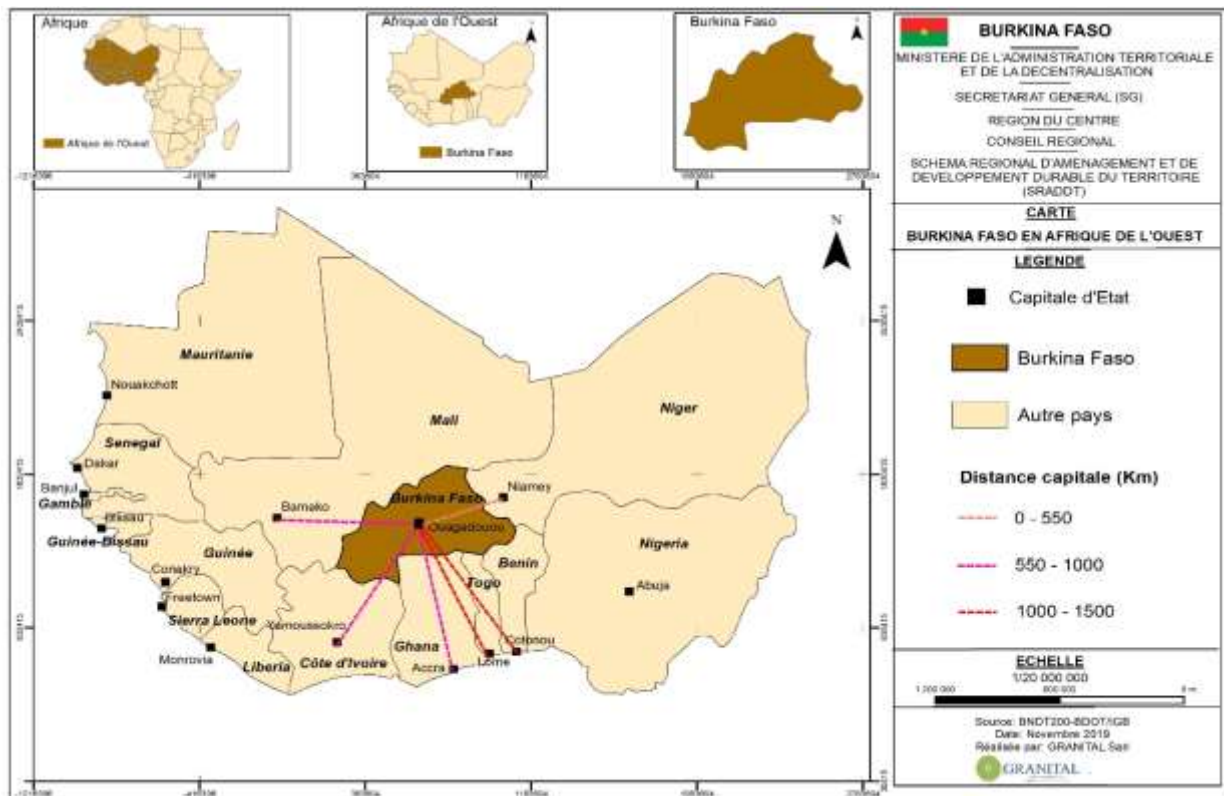 Afrique
Afrique de l'Ouest
Afrique de l'Ouest
Burkina Faso
Burkina Faso
BURKINA FASO
MINISTERE DE L'ADMINISTRATION TERRITORIALE
ET DE LA DECENTRALISATION
SECRETARIAT GENERAL (SG)
REGION DU CENTRE
CONSEIL REGIONAL
SCHEMA REGIONAL D'AMENAGEMENT ET DE
DEVELOPPEMENT DURABLE DU TERRITOIRE
(SRADDT)
CARTE
BURKINA FASO EN AFRIQUE DE L'OUEST
LEGENDE
Capitale d'Etat
Burkina Faso
Autre pays
Distance capitale (Km)
0 - 550
550 - 1000
1000 - 1500
ECHELLE
1/20 000 000
800 000
0 m
Source: BNDT200-BDOT/IGB
Date: Novembre 2019
Réalisée par: GRANITAL Sarl
GRANITAL
N
Mauritanie
Nouakchott
Mali
Niger
Senegal
Dakar
Banjul
Gambie
Bissau
Guinée-Bissau
Bamako
Burkina Faso
Niamey
Ouagadouou
Guinée
Benin
Nigeria
Togo
Abuja
Conakry
Freetown
Sierra Leone
Yamoussokro
Ghana
Cotonou
Monrovia
Liberia
Côte d'Ivoire
Accra
Lome